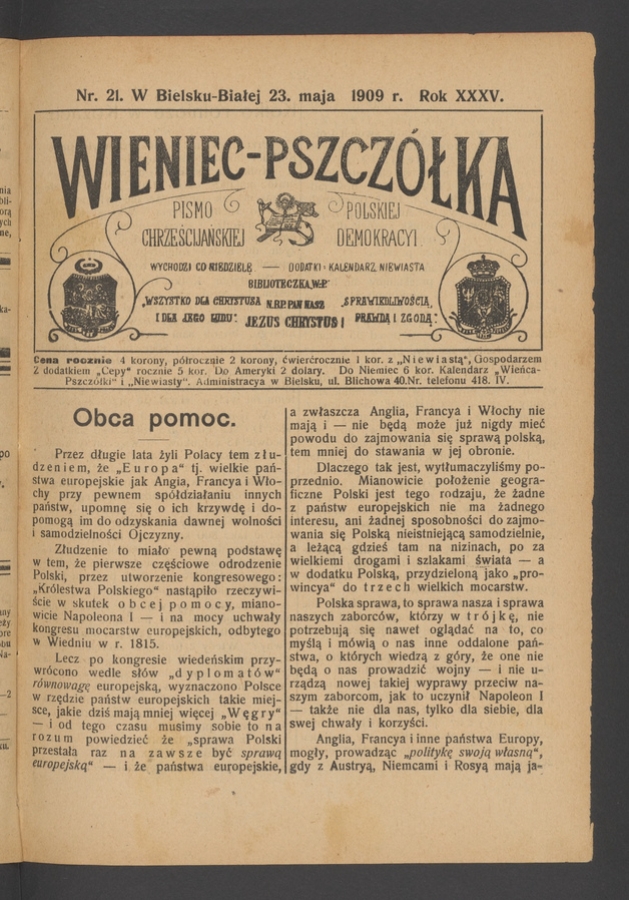 Nr. 21. W Bielsku-Białej 23. maja 1909 r. Rok XXXV.
WIENIEC-PSZCZÓŁKA
PISMO POLSKIEJ
CHRZEŚCIJAŃSKIEJ DEMOKRACYI
WYCHODZI CO NIEDZIELĘ — DODATKI - KALENDARZ NIEWIASTA
BIBLIOTECZKA W.P.
„WSZYSTKO DLA CHRYSTUSA N.B.P. PAN NASZ „SPRAWIEDLIWOŚCIĄ,
I DLA JEGO LUDU". JEZUS CHRYSTUS! PRAWDĄ I ZGODĄ".
Cena rocznie 4 korony, półrocznie 2 korony, ćwierćrocznie 1 kor. z „Niewiastą", Gospodarzem
Z dodatkiem „Cepy" rocznie 5 kor. Do Ameryki 2 dolary. Do Niemiec 6 kor. Kalendarz „Wieńca-
Pszczółki" i „Niewiasty". Administracya w Bielsku, ul. Blichowa 40. Nr. telefonu 418. IV.
Obca pomoc.
Przez długie lata żyli Polacy tem złu-
dzeniem, że „Europa" tj. wielkie pań-
stwa europejskie jak Angia, Francya i Wło-
chy przy pewnem spółdziałaniu innych
państw, upomnę się o ich krzywdę i do-
pomogą im do odzyskania dawnej wolności
i samodzielności Ojczyzny.
Złudzenie to miało pewną podstawę
w tem, że pierwsze częściowe odrodzenie
Polski, przez utworzenie kongresowego:
„Królestwa Polskiego" nastąpiło rzeczywi-
ście w skutek obcej pomocy, miano-
wicie Napoleona I — i na mocy uchwały
kongresu mocarstw europejskich, odbytego
w Wiedniu w r. 1815.
Lecz po kongresie wiedeńskim przy-
wrócono wedle słów „dyplomatów"
równowagę europejską, wyznaczono Polsce
w rzędzie państw europejskich takie miej-
sce, jakie dziś mają mniej więcej „Węgry"
— i od tego czasu musimy sobie to na
rozum powiedzieć że „sprawa Polski
przestała raz na zawsze być sprawą
europejską" — i że państwa europejskie,
a zwłaszcza Anglia, Francya i Włochy nie
mają i — nie będą może już nigdy mieć
powodu do zajmowania się sprawą polską,
tem mniej do stawania w jej obronie.
Dlaczego tak jest, wytłumaczyliśmy po-
przednio. Mianowicie położenie geogra-
ficzne Polski jest tego rodzaju, że żadne
z państw europejskich nie ma żadnego
interesu, ani żadnej sposobności do zajmo-
wania się Polską nieistniejącą samodzielnie,
a leżącą gdzieś tam na nizinach, po za
wielkiemi drogami i szlakami świata — a
w dodatku Polską, przydzieloną jako „pro-
wincya" do trzech wielkich mocarstw.
Polska sprawa, to sprawa nasza i sprawa
naszych zaborców, którzy w trójkę, nie
potrzebują się nawet oglądać na to, co
myślą i mówią o nas inne oddalone pań-
stwa, o których wiedzą z góry, że one nie
będą o nas prowadzić wojny — i nie u-
rządzą nowej takiej wyprawy przeciw na-
szym zaborcom, jak to uczynił Napoleon I
— także nie dla nas, tylko dla siebie, dla
swej chwały i korzyści.
Anglia, Francya i inne państwa Europy,
mogły, prowadząc „politykę swoją własną",
gdy z Austryą, Niemcami i Rosyą mają ja-